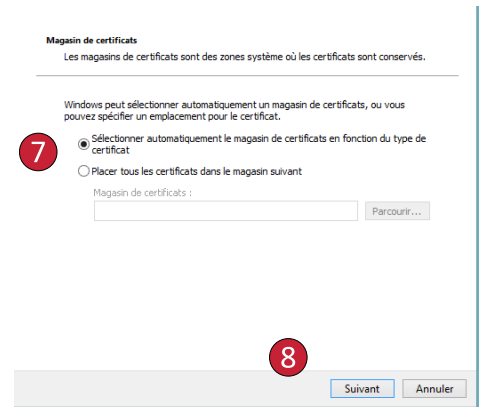 Magasin de certificats
Les magasins de certificats sont des zones système où les certificats sont conservés.
Windows peut sélectionner automatiquement un magasin de certificats, ou vous
pouvez spécifier un emplacement pour le certificat.
7
Sélectionner automatiquement le magasin de certificats en fonction du type de
certificat
Placer tous les certificats dans le magasin suivant
Magasin de certificats :
Parcourir...
8
Suivant Annuler